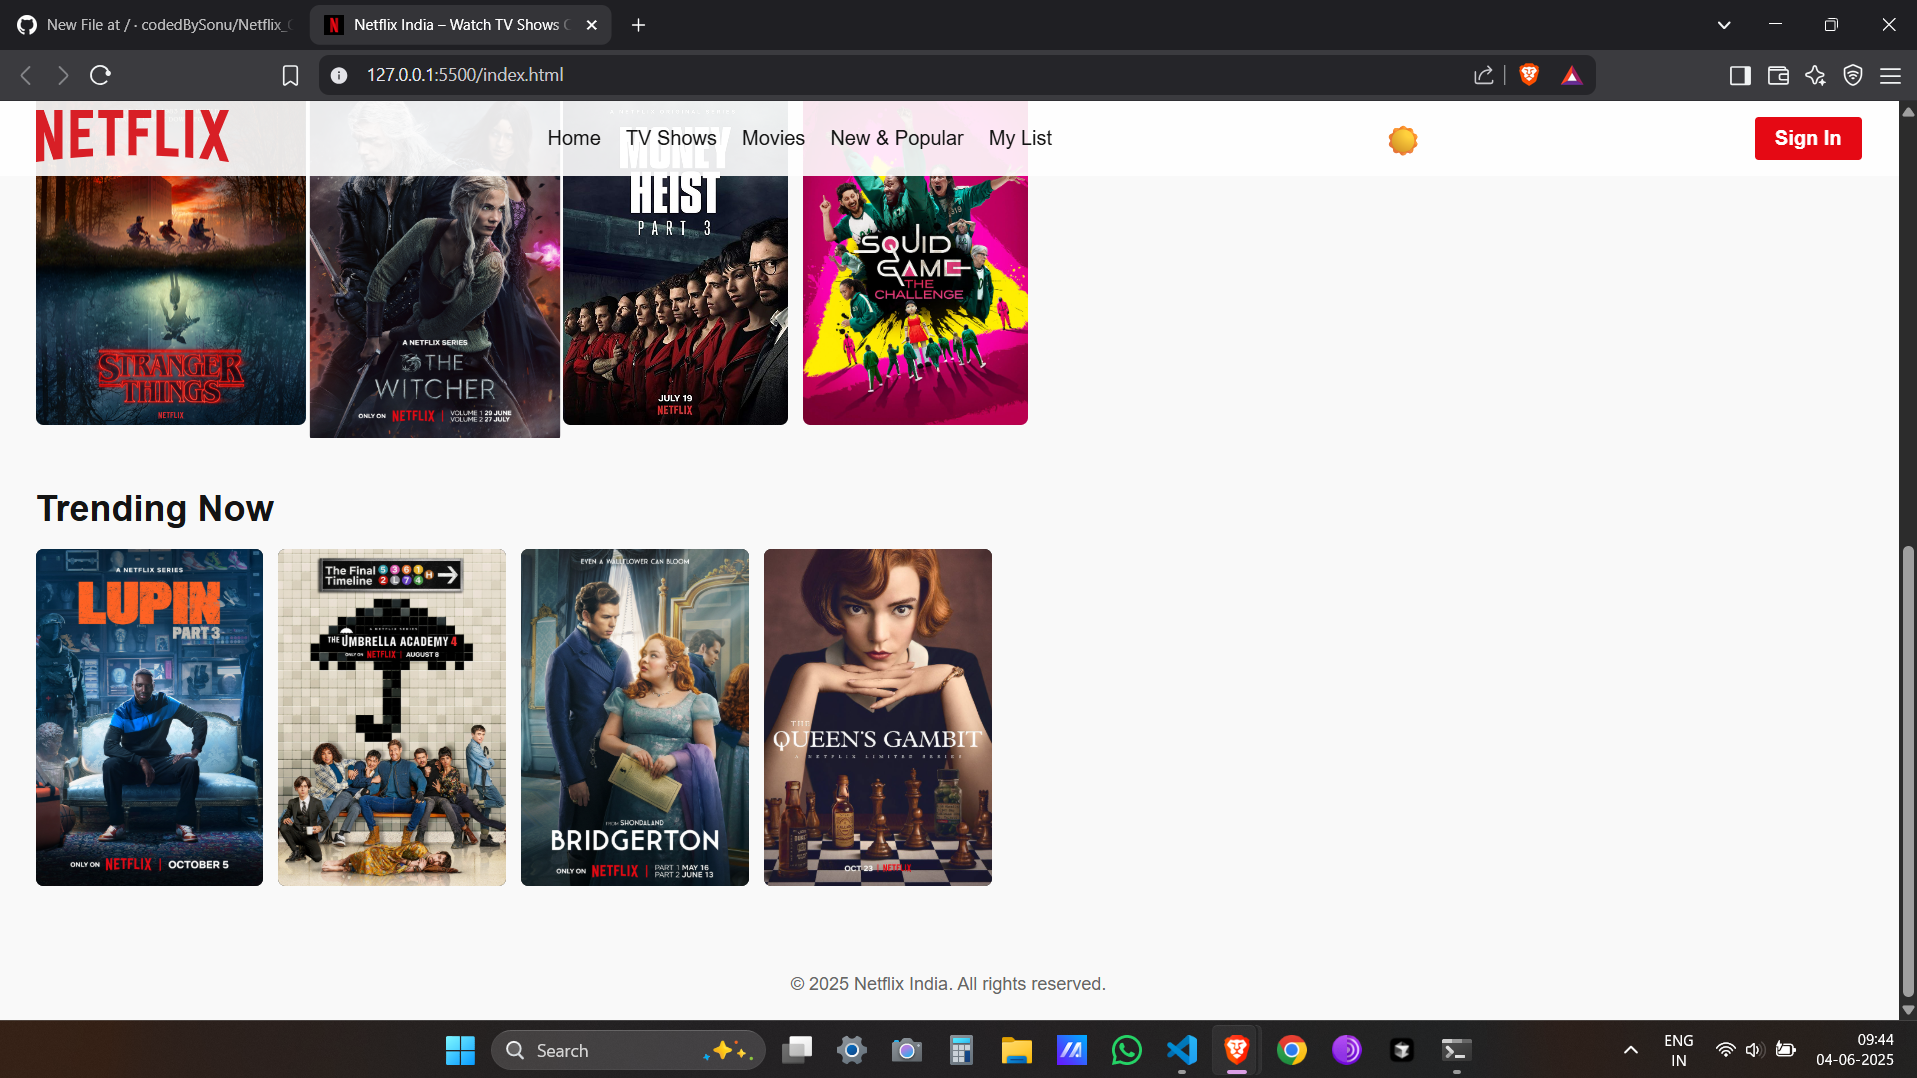 New File at / · codedBySonu/Netflix_
Netflix India – Watch TV Shows
127.0.0.1:5500/index.html
NETFLIX
Home
TV Shows
Movies
New & Popular
My List
Sign In
STRANGER
THINGS
NETFLIX
A NETFLIX SERIES
THE
WITCHER
ONLY ON NETFLIX | VOLUME 1 29 JUNE
VOLUME 2 27 JULY
MONEY
HEIST
PART 3
JULY 19
NETFLIX
SQUID
GAME
THE
CHALLENGE
Trending Now
A NETFLIX SERIES
LUPIN
PART 3
ONLY ON NETFLIX | OCTOBER 5
The Final
Timeline
A NETFLIX SERIES
THE UMBRELLA ACADEMY 4
ONLY ON NETFLIX | AUGUST 8
EVEN A WALLFLOWER CAN BLOOM
FROM SHONDALAND
BRIDGERTON
ONLY ON NETFLIX | PART 1 MAY 16
PART 2 JUNE 13
THE
QUEEN'S GAMBIT
A NETFLIX LIMITED SERIES
OCT 23 | NETFLIX
© 2025 Netflix India. All rights reserved.
Search
ENG
IN
09:44
04-06-2025